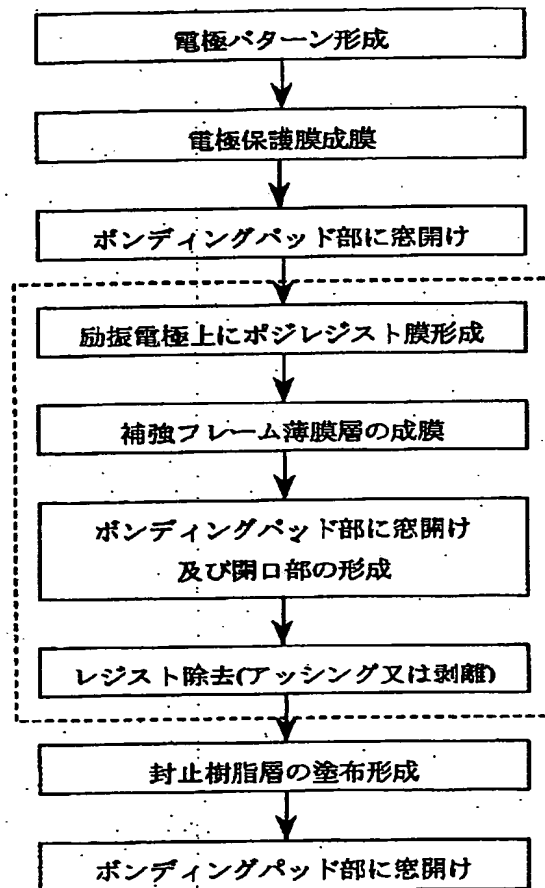 電極パターン形成
電極保護膜成膜
ボンディングパッド部に窓開け
励振電極上にポジレジスト膜形成
補強フレーム薄膜層の成膜
ボンディングパッド部に窓開け
及び開口部の形成
レジスト除去(アッシング又は剥離)
封止樹脂層の塗布形成
ボンディングパッド部に窓開け